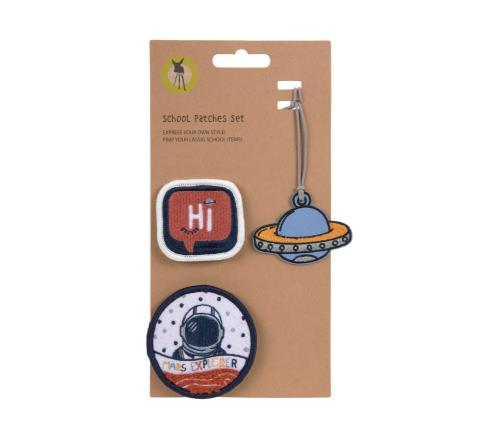 School Patches Set
EXPRESS YOUR OWN STYLE!
PIMP YOUR LÄSSIG SCHOOL ITEMS!
Hi
MARS EXPLORER